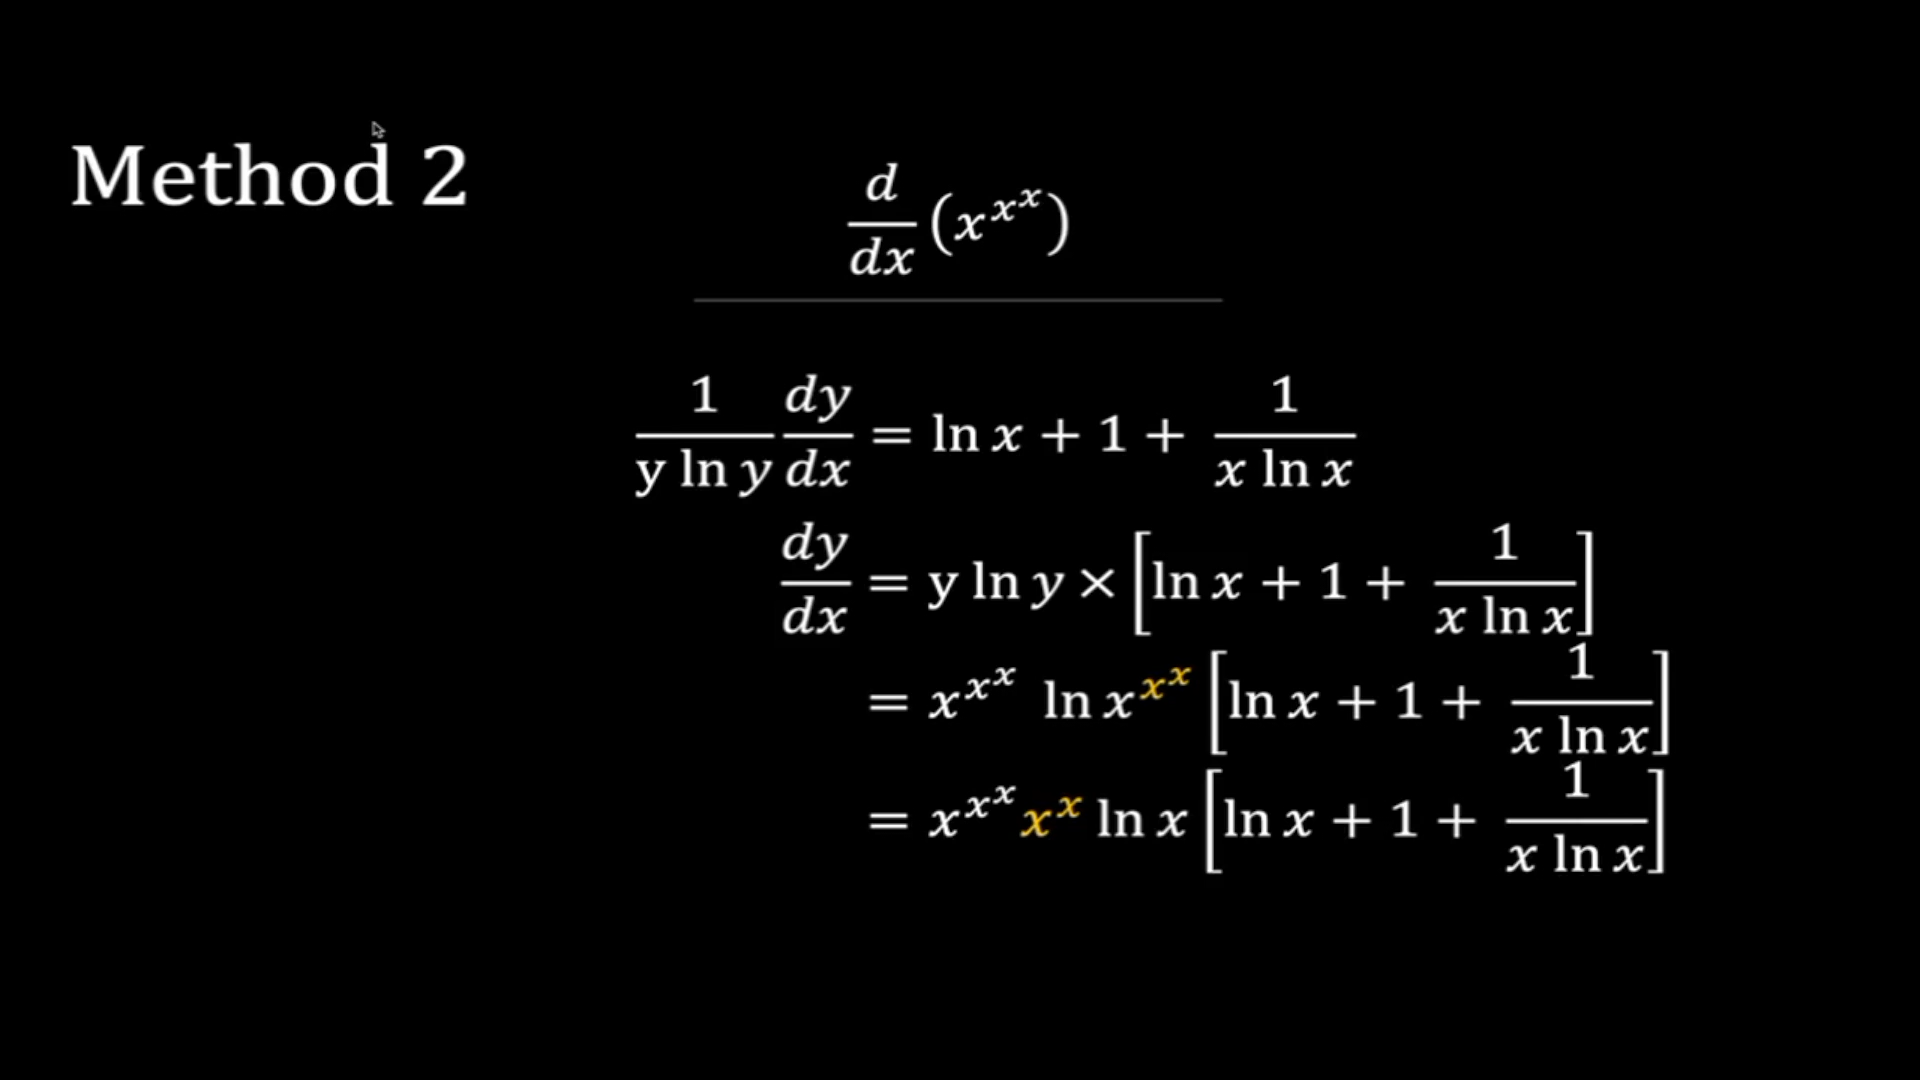 Method 2
d/dx (x^{x^x})
1/(y ln y) dy/dx = ln x + 1 + 1/(x ln x)
dy/dx = y ln y × [ln x + 1 + 1/(x ln x)]
= x^{x^x} ln x^{x^x} [ln x + 1 + 1/(x ln x)]
= x^{x^x} x^x ln x [ln x + 1 + 1/(x ln x)]